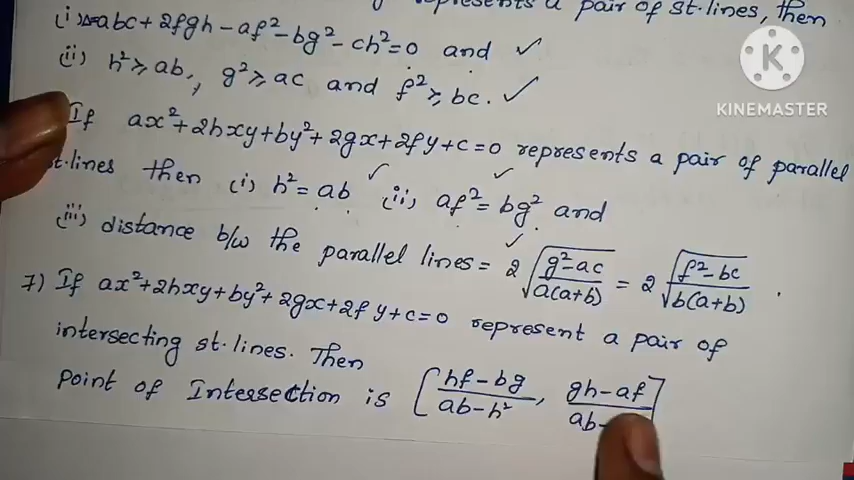 represents a pair of st.lines, then
(i) Δ=abc+2fgh-af²-bg²-ch²=0 and ✓
(ii) h²≥ab, g²≥ac and f²≥bc. ✓
If ax²+2hxy+by²+2gx+2fy+c=0 represents a pair of parallel
st.lines then (i) h²=ab ✓ (ii) af²=bg² ✓ and
(iii) distance b/w the parallel lines = 2√((g²-ac)/(a(a+b))) = 2√((f²-bc)/(b(a+b))).
7) If ax²+2hxy+by²+2gx+2fy+c=0 represent a pair of
intersecting st.lines. Then
point of Intersection is [(hf-bg)/(ab-h²), (gh-af)/(ab-
KINEMASTER